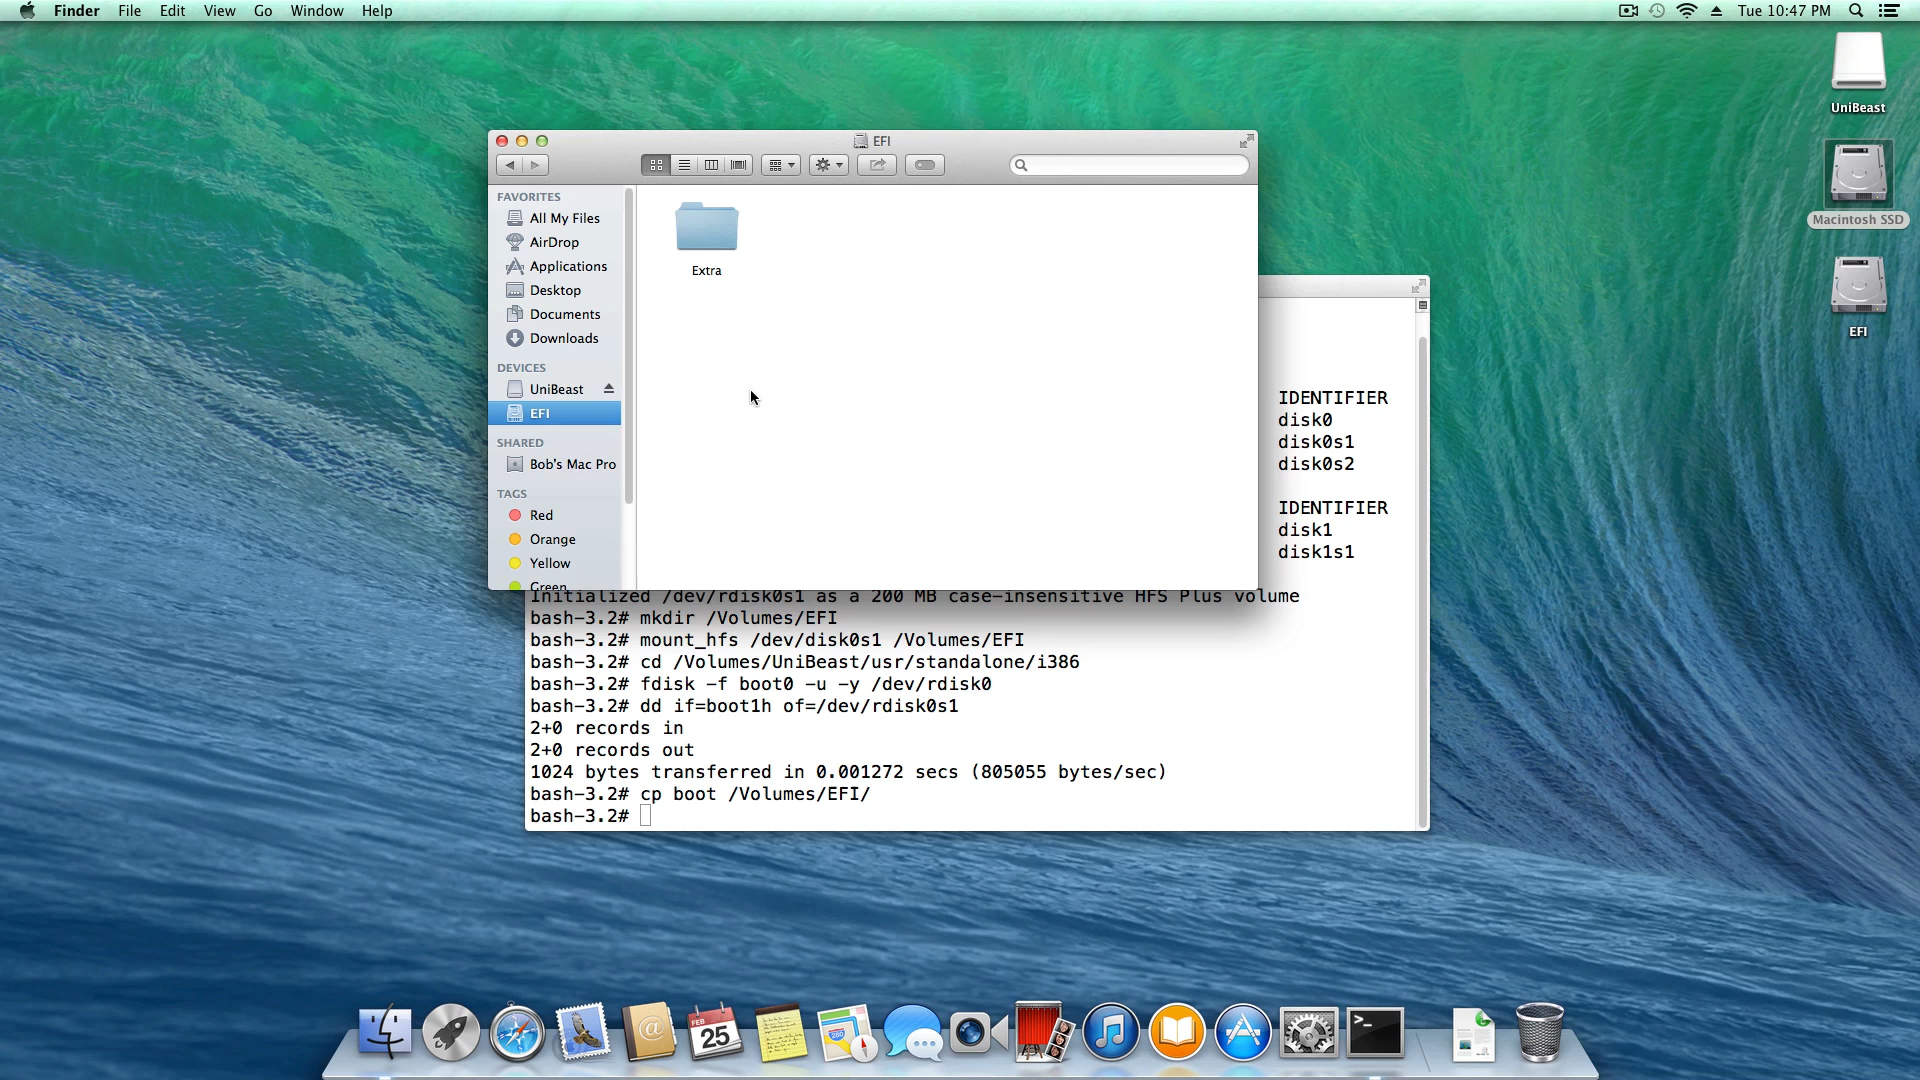 Finder File Edit View Go Window Help
Tue 10:47 PM
UniBeast
Macintosh SSD
EFI
EFI
FAVORITES
All My Files
AirDrop
Applications
Desktop
Documents
Downloads
DEVICES
UniBeast
EFI
SHARED
Bob's Mac Pro
TAGS
Red
Orange
Yellow
Green
Extra
IDENTIFIER
disk0
disk0s1
disk0s2
IDENTIFIER
disk1
disk1s1
Initialized /dev/rdisk0s1 as a 200 MB case-insensitive HFS Plus volume
bash-3.2# mkdir /Volumes/EFI
bash-3.2# mount_hfs /dev/disk0s1 /Volumes/EFI
bash-3.2# cd /Volumes/UniBeast/usr/standalone/i386
bash-3.2# fdisk -f boot0 -u -y /dev/rdisk0
bash-3.2# dd if=boot1h of=/dev/rdisk0s1
2+0 records in
2+0 records out
1024 bytes transferred in 0.001272 secs (805055 bytes/sec)
bash-3.2# cp boot /Volumes/EFI/
bash-3.2#
FEB
25
280